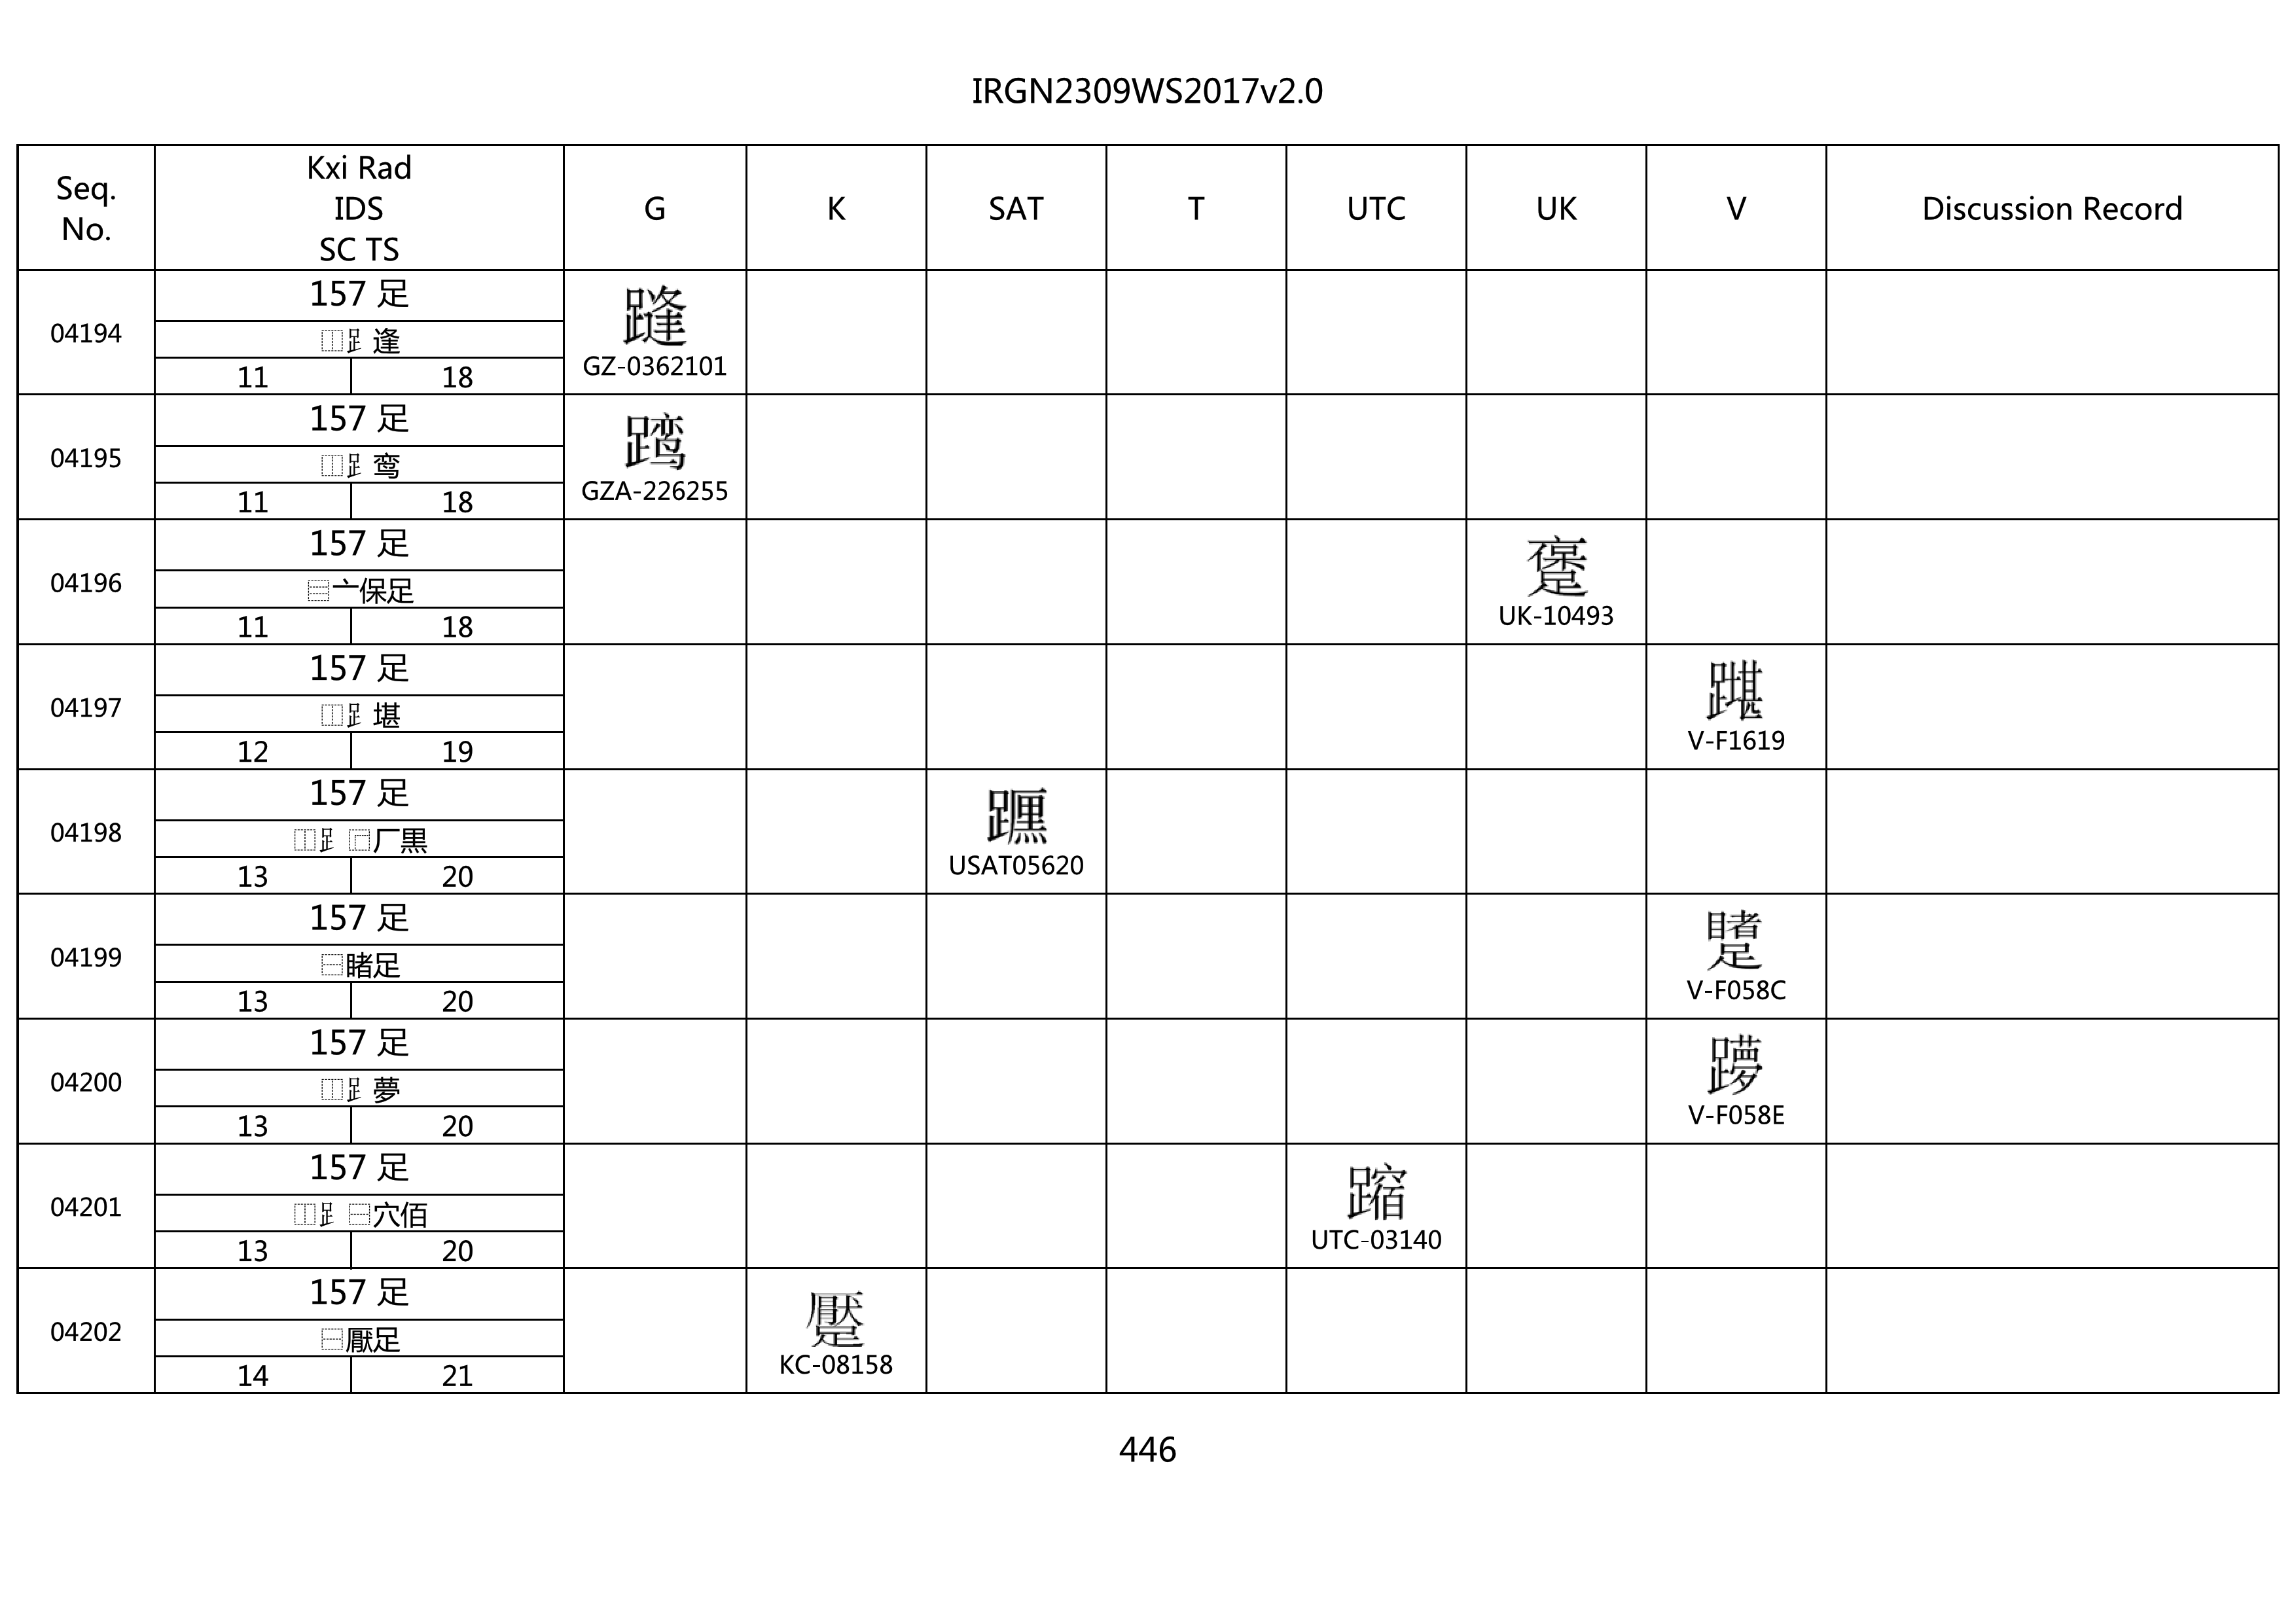 IRGN2309WS2017v2.0
Seq. No.
Kxi Rad
IDS
SC TS
G
K
SAT
T
UTC
UK
V
Discussion Record
04194
157 足
⿰𧾷逢
11 18
GZ-0362101
04195
157 足
⿰𧾷鸾
11 18
GZA-226255
04196
157 足
⿳亠保足
11 18
UK-10493
04197
157 足
⿰𧾷堪
12 19
V-F1619
04198
157 足
⿰𧾷⿸厂黒
13 20
USAT05620
04199
157 足
⿱睹足
13 20
V-F058C
04200
157 足
⿰𧾷夢
13 20
V-F058E
04201
157 足
⿰𧾷⿱穴佰
13 20
UTC-03140
04202
157 足
⿱厭足
14 21
KC-08158
446